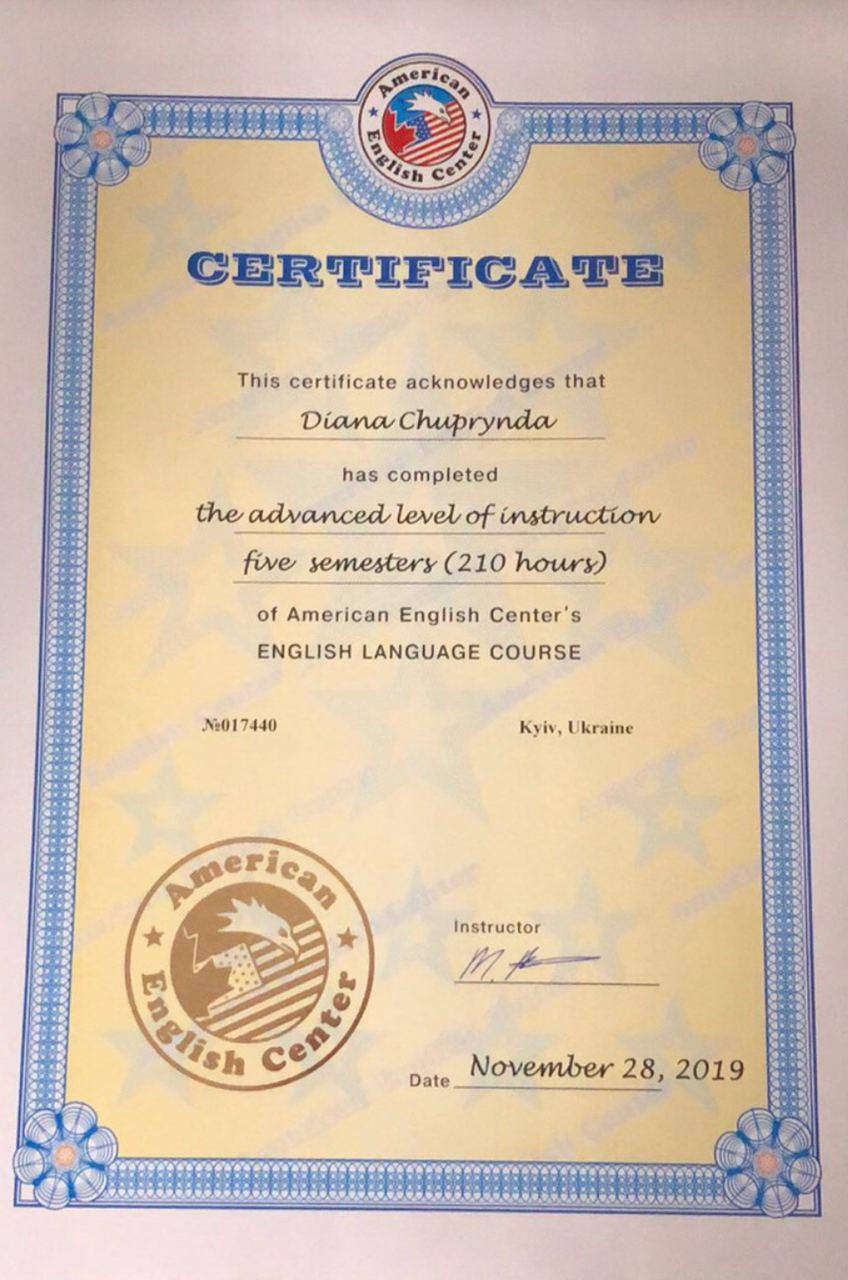 American
English Center
CERTIFICATE
This certificate acknowledges that
Diana Chuprynda
has completed
the advanced level of instruction
five semesters (210 hours)
of American English Center's
ENGLISH LANGUAGE COURSE
№017440 Kyiv, Ukraine
American
English Center
Instructor
Date November 28, 2019